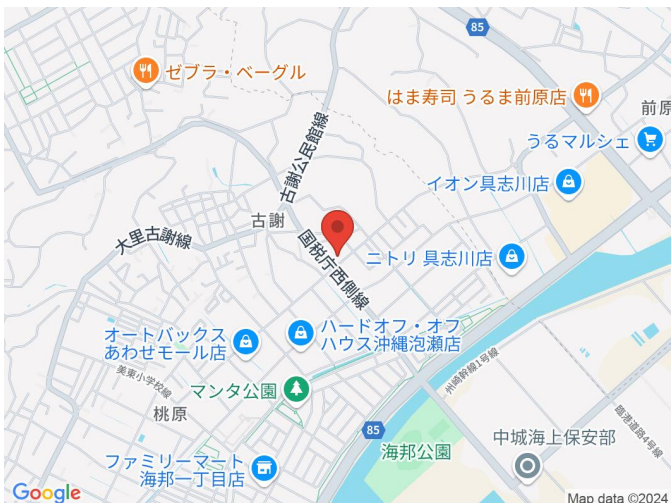 85
ゼブラ・ベーグル
はま寿司 うるま前原店
前原
うるマルシェ
古謝公民館線
イオン具志川店
大里古謝線
古謝
国税庁西側線
ニトリ 具志川店
オートバックス
あわせモール店
ハードオフ・オフ
ハウス沖縄泡瀬店
美東小学校線
マンタ公園
州崎幹線1号線
桃原
臨港道路4号線
85
海邦公園
中城海上保安部
ファミリーマート
海邦一丁目店
Google
Map data ©2024